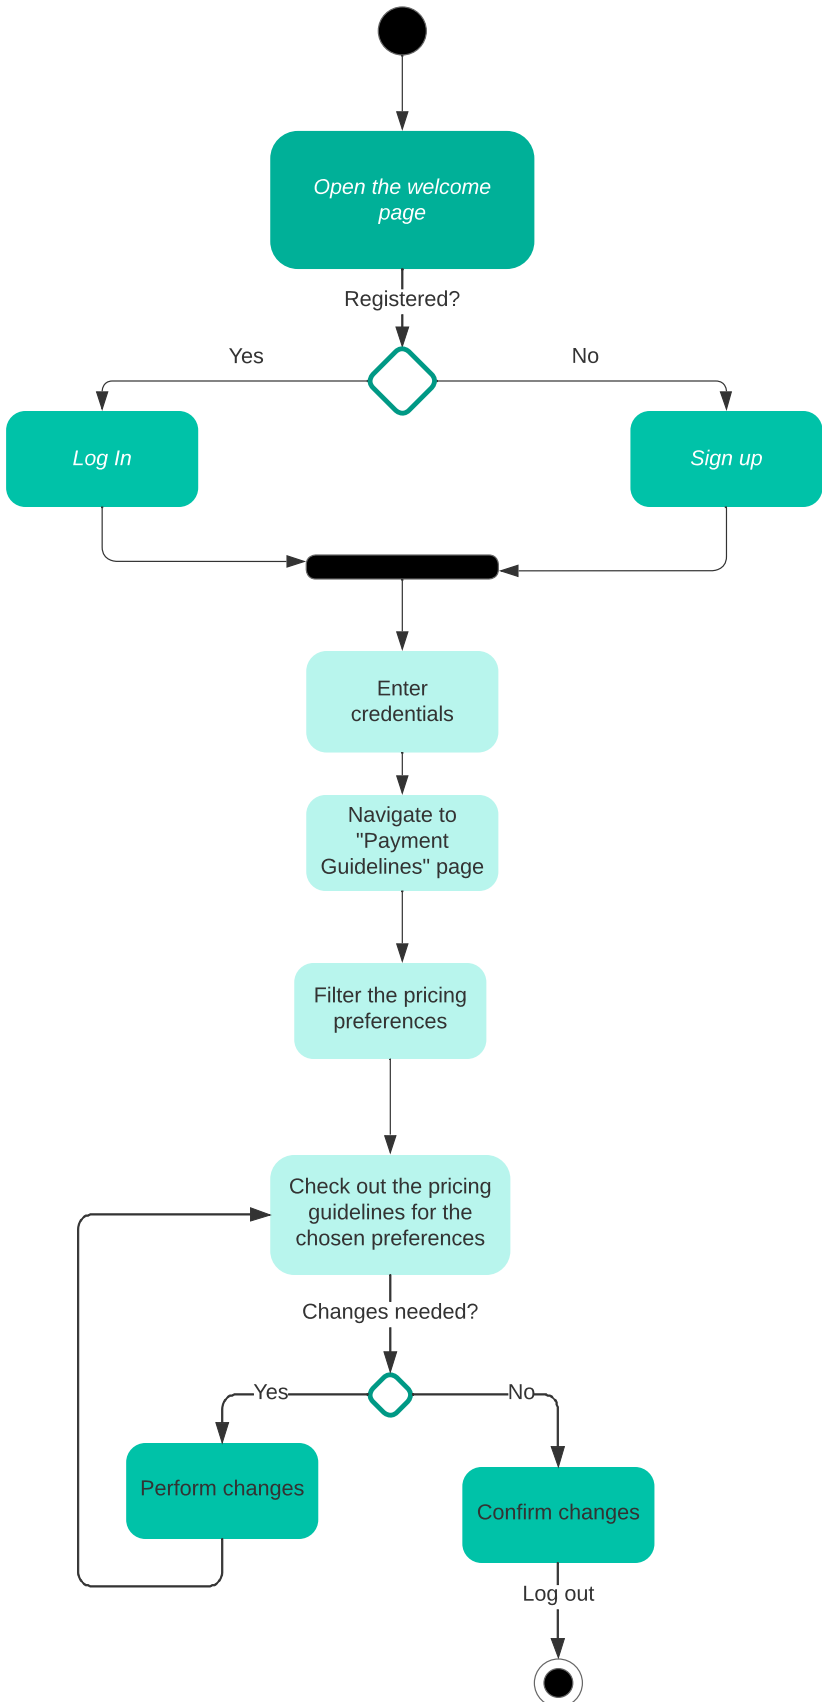 Open the welcome
page
Registered?
Yes
No
Log In
Sign up
Enter
credentials
Navigate to
"Payment
Guidelines" page
Filter the pricing
preferences
Check out the pricing
guidelines for the
chosen preferences
Changes needed?
Yes
No
Perform changes
Confirm changes
Log out